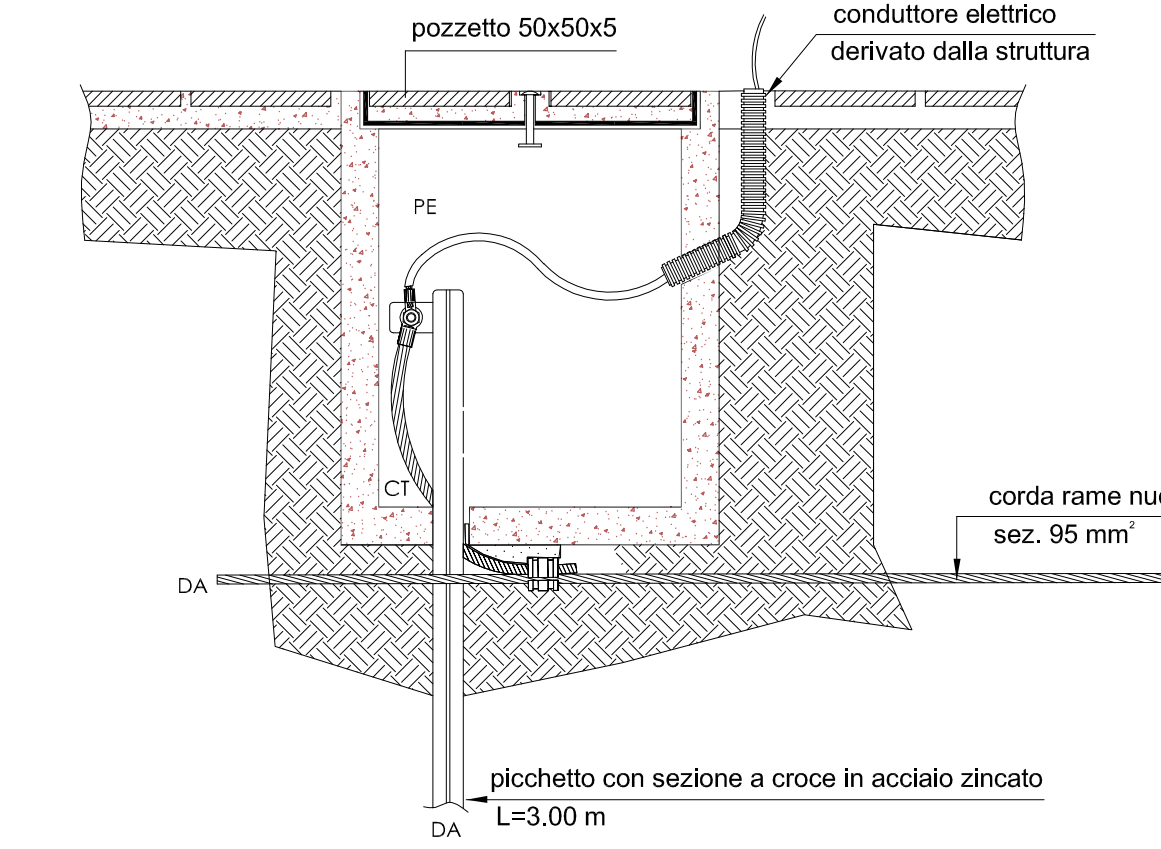 pozzetto 50x50x5
conduttore elettrico
derivato dalla struttura
PE
CT
corda rame nu
sez. 95 mm²
DA
picchetto con sezione a croce in acciaio zincato
L=3.00 m
DA